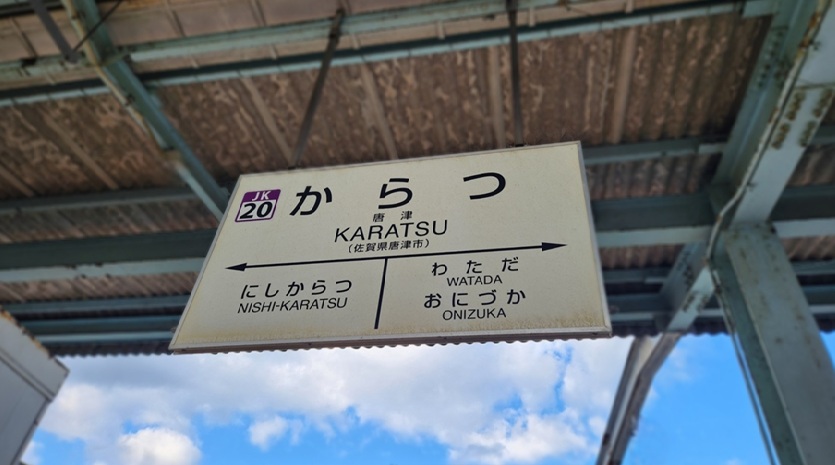 JK
20
からつ
唐津
KARATSU
(佐賀県唐津市)
にしからつ
NISHI-KARATSU
わただ
WATADA
おにづか
ONIZUKA